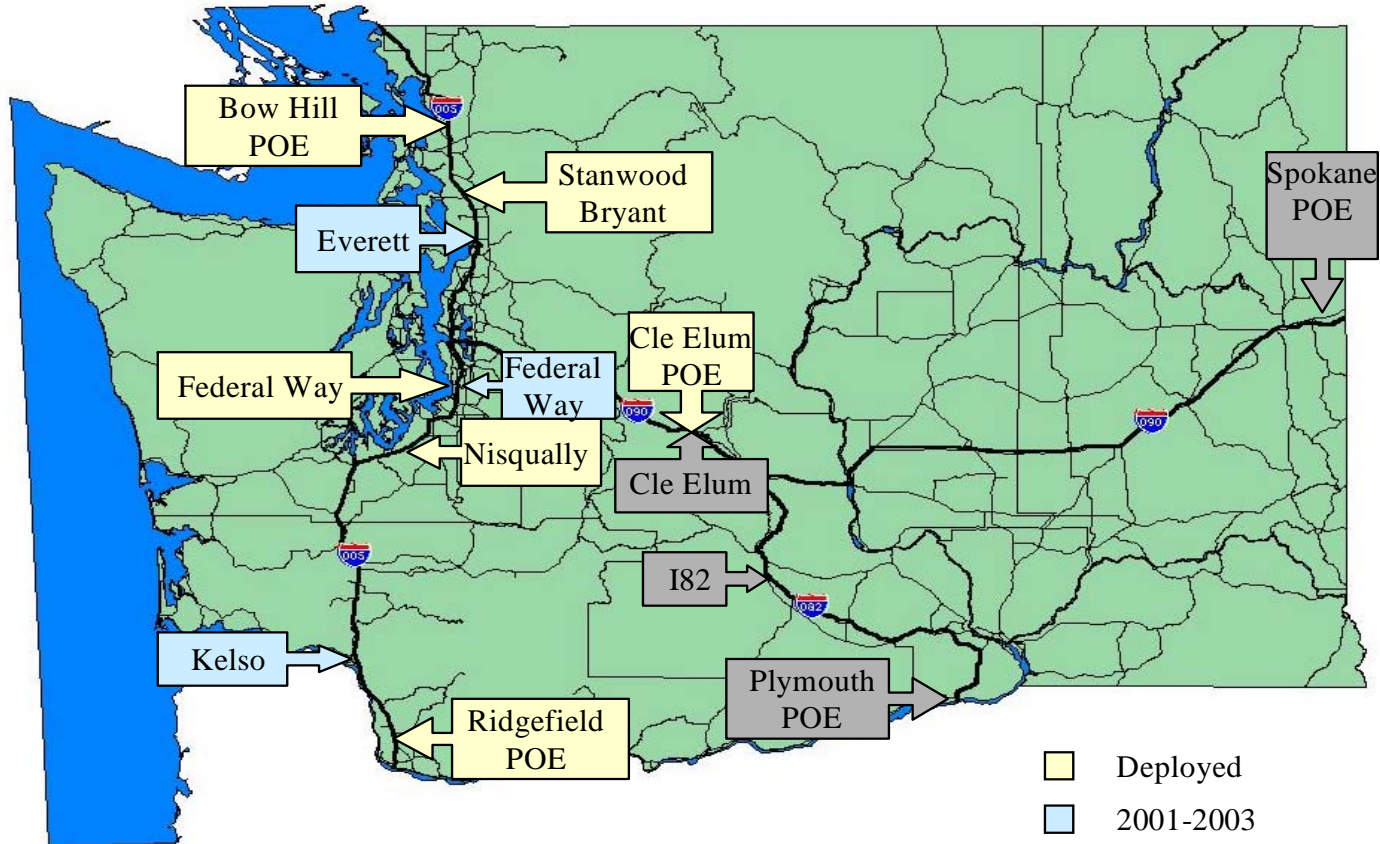 005
Bow Hill
POE
Stanwood
Bryant
Spokane
POE
Everett
Cle Elum
POE
Federal Way
Federal
Way
090
090
Nisqually
Cle Elum
005
I82
082
Kelso
Plymouth
POE
Ridgefield
POE
Deployed
2001-2003